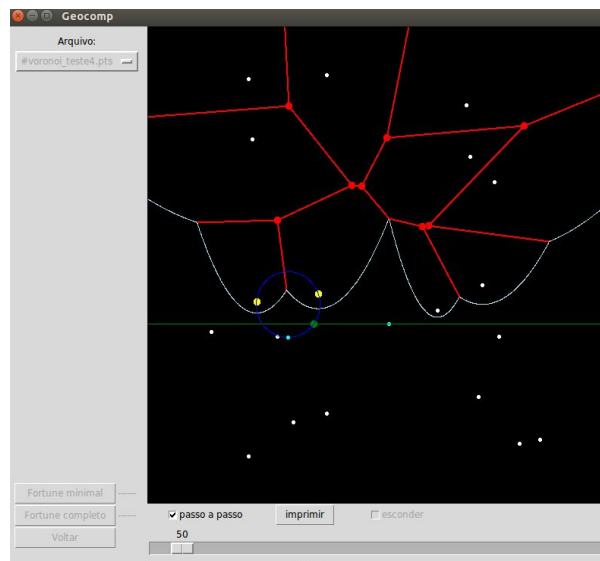 Geocomp
Arquivo:
#voronoi_teste4.pts
Fortune minimal
Fortune completo
Voltar
passo a passo
imprimir
esconder
50